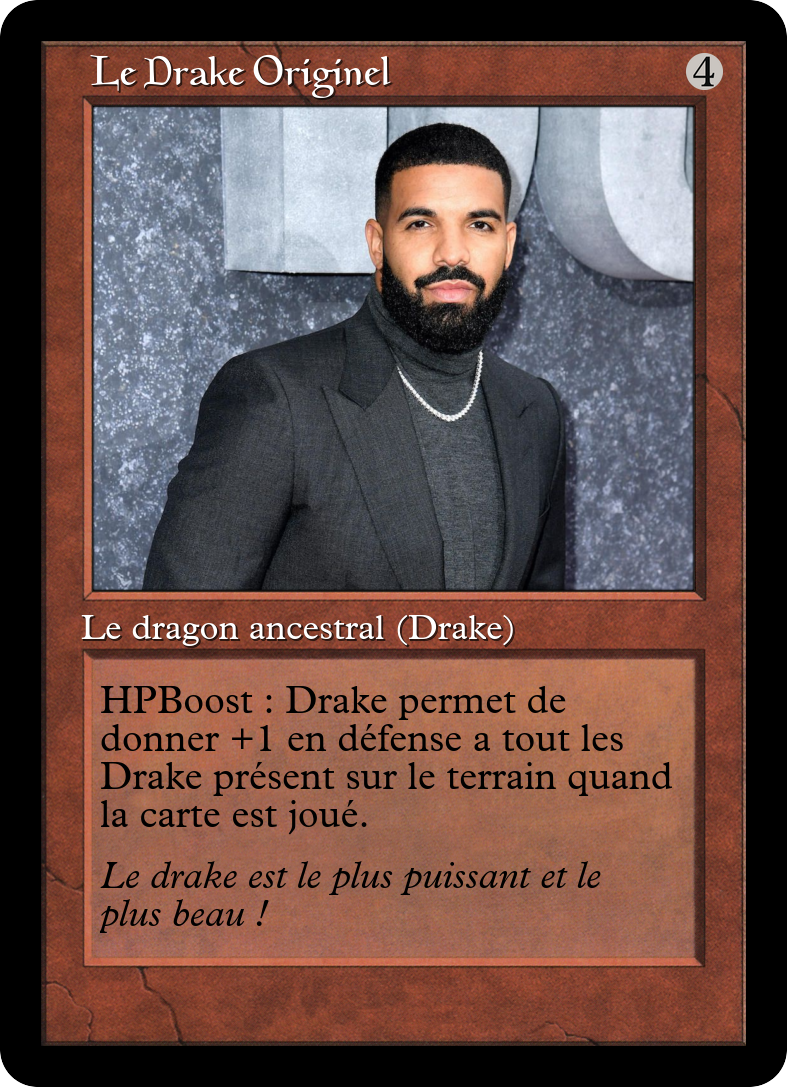 Le Drake Originel 4
Le dragon ancestral (Drake)
HPBoost : Drake permet de
donner +1 en défense a tout les
Drake présent sur le terrain quand
la carte est joué.
Le drake est le plus puissant et le
plus beau !